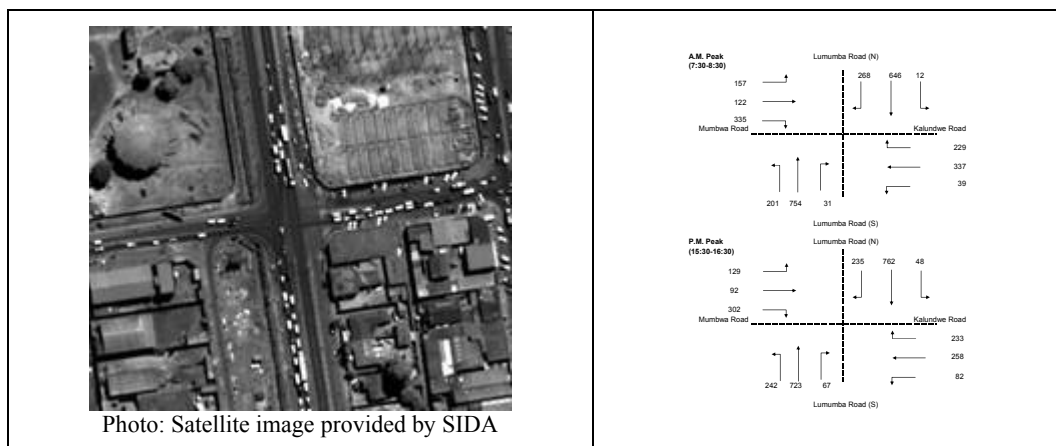 Photo: Satellite image provided by SIDA
A.M. Peak
(7:30-8:30)
Lumumba Road (N)
157
268 646 12
122
335
Mumbwa Road
Kalundwe Road
229
337
39
201 754 31
Lumumba Road (S)
P.M. Peak
(15:30-16:30)
Lumumba Road (N)
129
235 762 48
92
302
Mumbwa Road
Kalundwe Road
233
258
82
242 723 67
Lumumba Road (S)